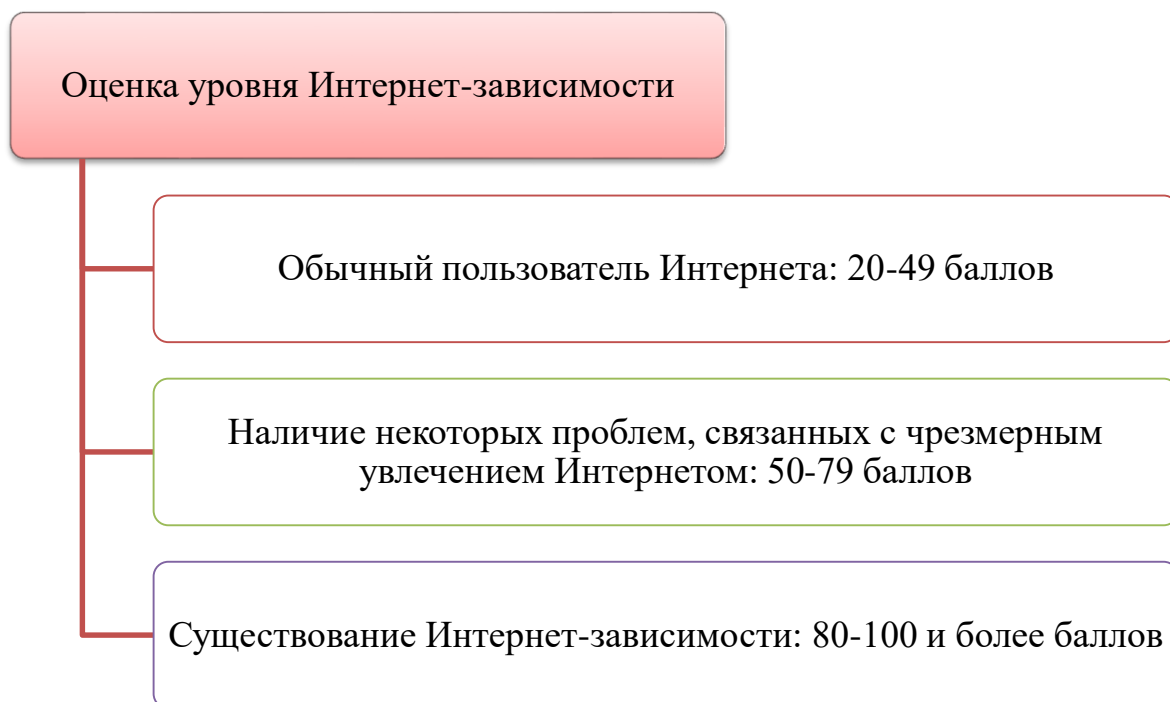 Оценка уровня Интернет-зависимости
Обычный пользователь Интернета: 20-49 баллов
Наличие некоторых проблем, связанных с чрезмерным
увлечением Интернетом: 50-79 баллов
Существование Интернет-зависимости: 80-100 и более баллов